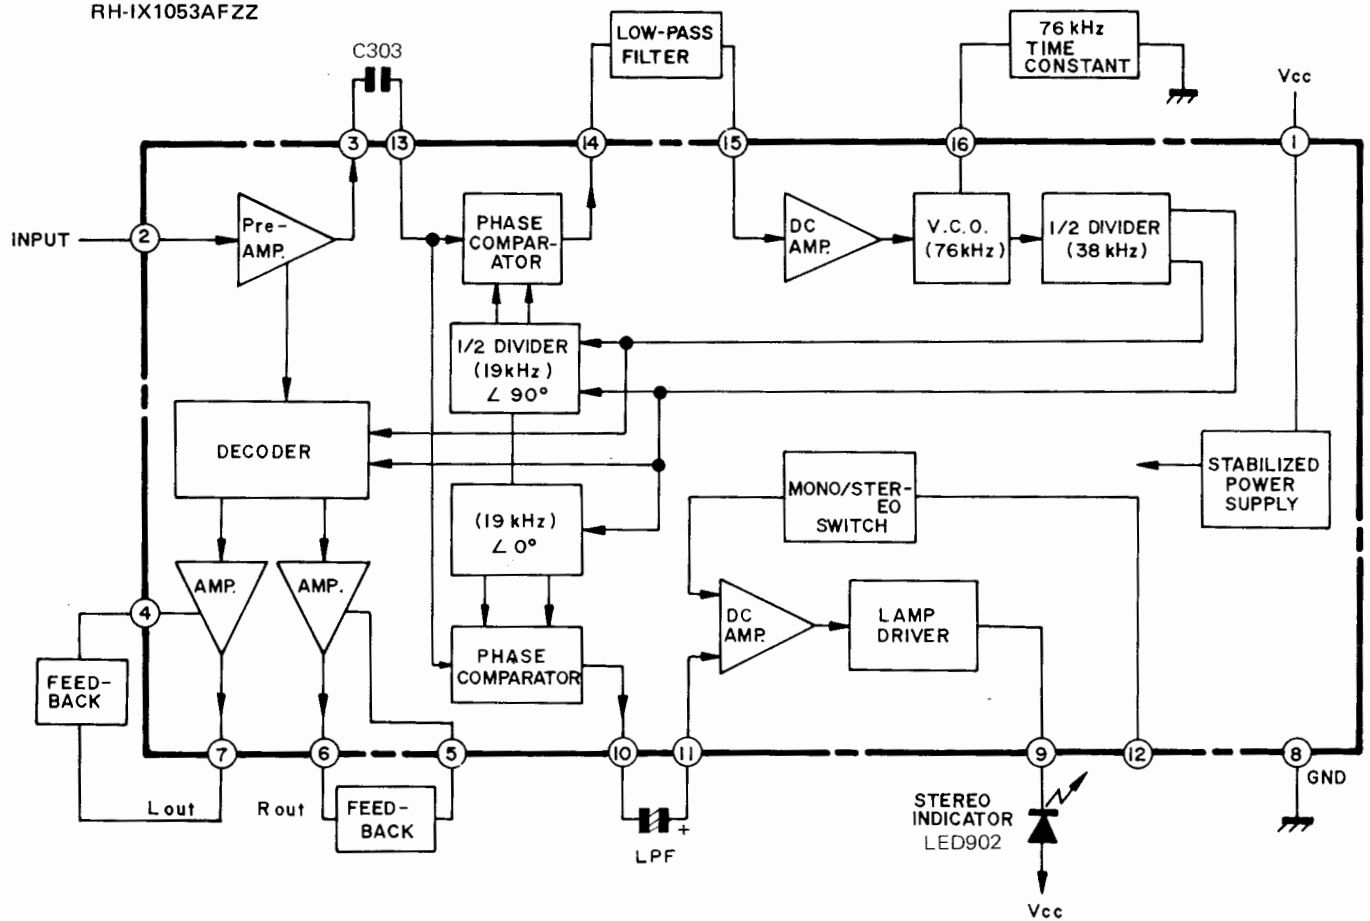 RH-IX1053AFZZ
C303
LOW-PASS
FILTER
76 kHz
TIME
CONSTANT
Vcc
3
13
14
15
16
1
INPUT
2
Pre-
AMP.
PHASE
COMPAR-
ATOR
DC
AMP.
V.C.O.
(76kHz)
1/2 DIVIDER
(38 kHz)
1/2 DIVIDER
(19kHz)
∠ 90°
DECODER
(19 kHz)
∠ 0°
MONO/STER-
EO
SWITCH
STABILIZED
POWER
SUPPLY
AMP.
AMP.
4
DC
AMP.
LAMP
DRIVER
PHASE
COMPARATOR
FEED-
BACK
7
6
5
10
11
9
12
8
GND
L out
R out
FEED-
BACK
+
LPF
STEREO
INDICATOR
LED902
Vcc